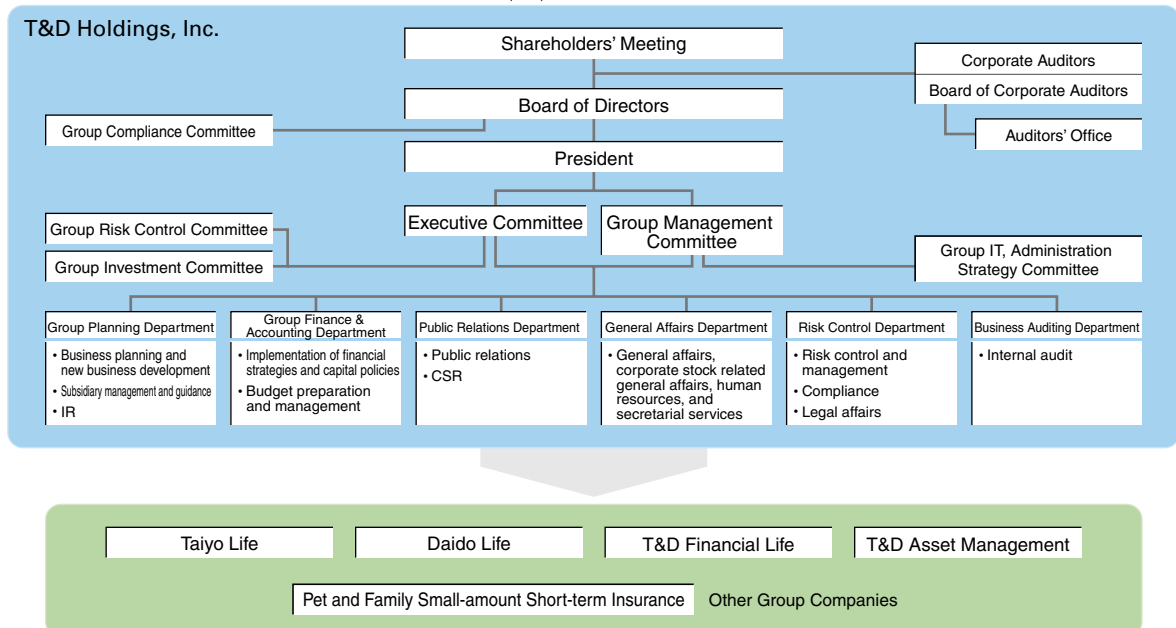 T&D Holdings, Inc.
Shareholders' Meeting
Corporate Auditors
Board of Corporate Auditors
Board of Directors
Group Compliance Committee
Auditors' Office
President
Executive Committee
Group Management
Committee
Group Risk Control Committee
Group Investment Committee
Group IT, Administration
Strategy Committee
Group Planning Department
• Business planning and
new business development
• Subsidiary management and guidance
• IR
Group Finance &
Accounting Department
• Implementation of financial
strategies and capital policies
• Budget preparation
and management
Public Relations Department
• Public relations
• CSR
General Affairs Department
• General affairs,
corporate stock related
general affairs, human
resources, and
secretarial services
Risk Control Department
• Risk control and
management
• Compliance
• Legal affairs
Business Auditing Department
• Internal audit
Taiyo Life
Daido Life
T&D Financial Life
T&D Asset Management
Pet and Family Small-amount Short-term Insurance
Other Group Companies